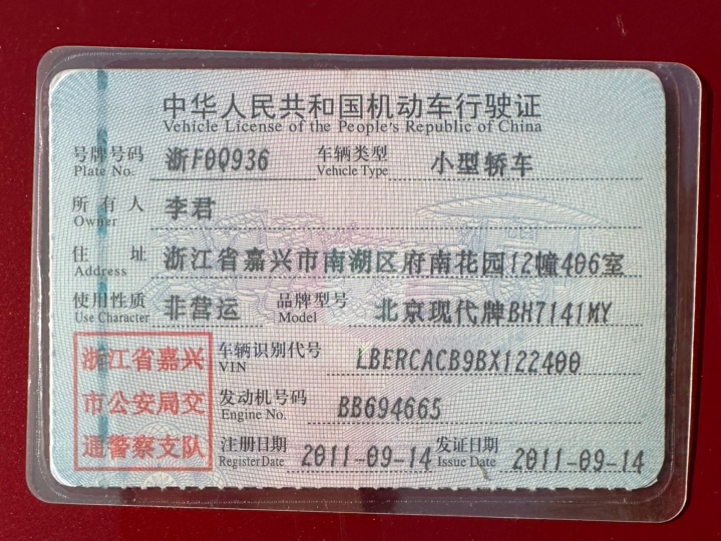 中华人民共和国机动车行驶证
Vehicle License of the People's Republic of China
号牌号码 浙F0Q936 车辆类型 小型轿车
Plate No. Vehicle Type
所有人 李君
Owner
住址 浙江省嘉兴市南湖区府南花园12幢406室
Address
使用性质 非营运 品牌型号 北京现代牌BH7141MY
Use Character Model
浙江省嘉兴
市公安局交
通警察支队
车辆识别代号 LBERCACB9BX122400
VIN
发动机号码 BB694665
Engine No.
注册日期 2011-09-14 发证日期 2011-09-14
Register Date Issue Date